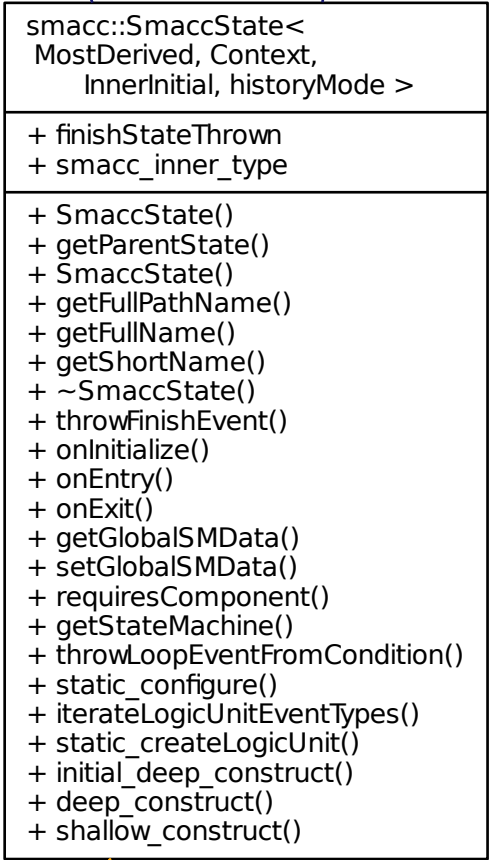 smacc::SmaccState<
MostDerived, Context,
InnerInitial, historyMode >
+ finishStateThrown
+ smacc_inner_type
+ SmaccState()
+ getParentState()
+ SmaccState()
+ getFullPathName()
+ getFullName()
+ getShortName()
+ ~SmaccState()
+ throwFinishEvent()
+ onInitialize()
+ onEntry()
+ onExit()
+ getGlobalSMData()
+ setGlobalSMData()
+ requiresComponent()
+ getStateMachine()
+ throwLoopEventFromCondition()
+ static_configure()
+ iterateLogicUnitEventTypes()
+ static_createLogicUnit()
+ initial_deep_construct()
+ deep_construct()
+ shallow_construct()